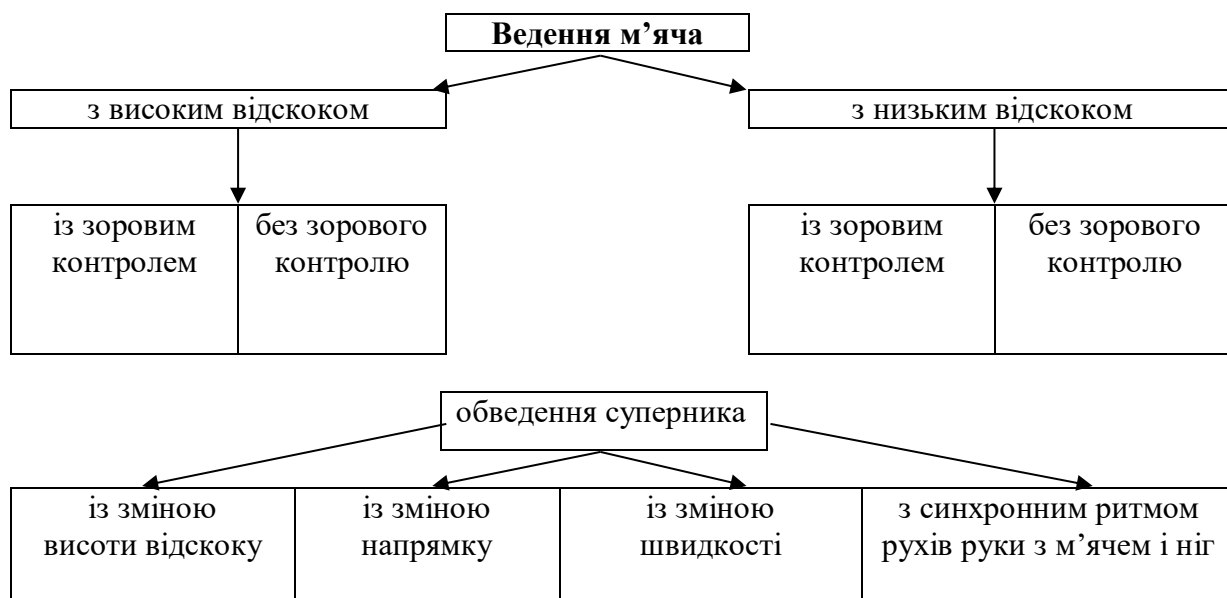 Ведення м’яча
з високим відскоком
з низьким відскоком
із зоровим
контролем
без зорового
контролю
із зоровим
контролем
без зорового
контролю
обведення суперника
із зміною
висоти відскоку
із зміною
напрямку
із зміною
швидкості
з синхронним ритмом
рухів руки з м’ячем і ніг